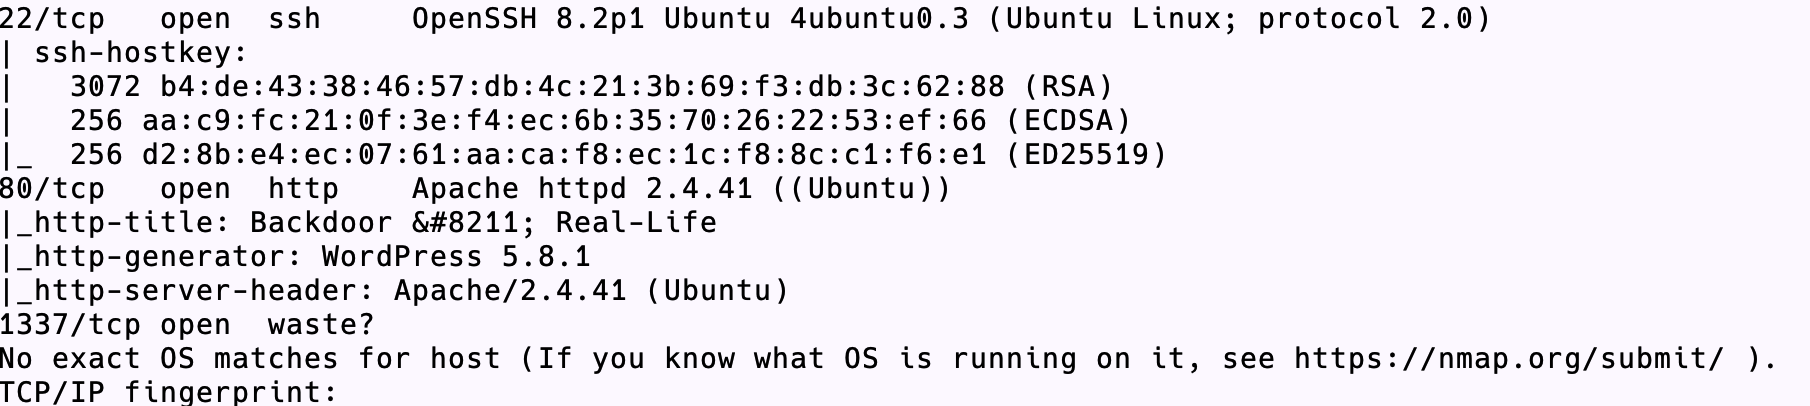 22/tcp   open  ssh     OpenSSH 8.2p1 Ubuntu 4ubuntu0.3 (Ubuntu Linux; protocol 2.0)
| ssh-hostkey:
|   3072 b4:de:43:38:46:57:db:4c:21:3b:69:f3:db:3c:62:88 (RSA)
|   256 aa:c9:fc:21:0f:3e:f4:ec:6b:35:70:26:22:53:ef:66 (ECDSA)
|_  256 d2:8b:e4:ec:07:61:aa:ca:f8:ec:1c:f8:8c:c1:f6:e1 (ED25519)
80/tcp   open  http    Apache httpd 2.4.41 ((Ubuntu))
|_http-title: Backdoor &#8211; Real-Life
|_http-generator: WordPress 5.8.1
|_http-server-header: Apache/2.4.41 (Ubuntu)
1337/tcp open  waste?
No exact OS matches for host (If you know what OS is running on it, see https://nmap.org/submit/ ).
TCP/IP fingerprint: